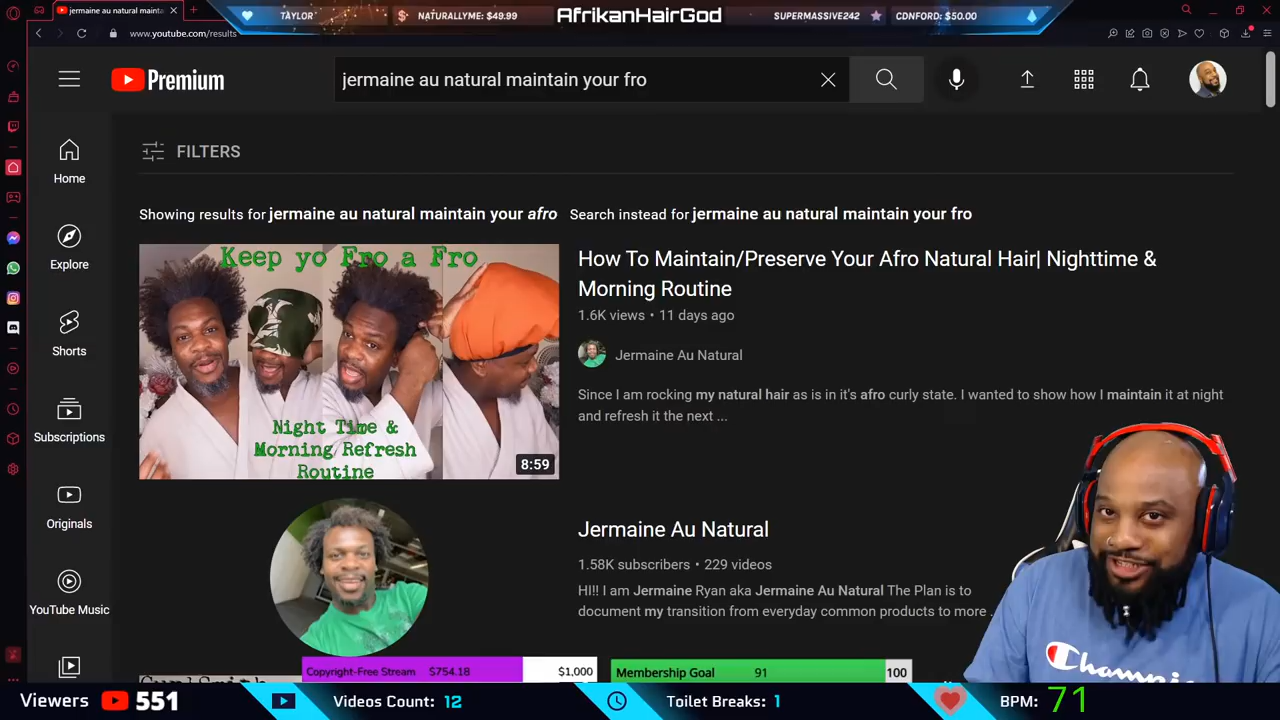 jermaine au natural mainta
TAYLOR
NATURALLYME: $49.99
AfrikanHairGod
SUPERMASSIVE242
CDNFORD: $50.00
www.youtube.com/results
Premium
jermaine au natural maintain your fro
FILTERS
Home
Showing results for jermaine au natural maintain your afro Search instead for jermaine au natural maintain your fro
Explore
Keep yo Fro a Fro
Night Time &
Morning Refresh
Routine
8:59
How To Maintain/Preserve Your Afro Natural Hair| Nighttime &
Morning Routine
1.6K views • 11 days ago
Jermaine Au Natural
Since I am rocking my natural hair as is in it's afro curly state. I wanted to show how I maintain it at night
and refresh it the next ...
Shorts
Subscriptions
Originals
YouTube Music
Jermaine Au Natural
1.58K subscribers • 229 videos
HI!! I am Jermaine Ryan aka Jermaine Au Natural The Plan is to
document my transition from everyday common products to more ..
Champion
Copyright-Free Stream $754.18 $1,000
Membership Goal 91 100
Viewers 551
Videos Count: 12
Toilet Breaks: 1
BPM: 71